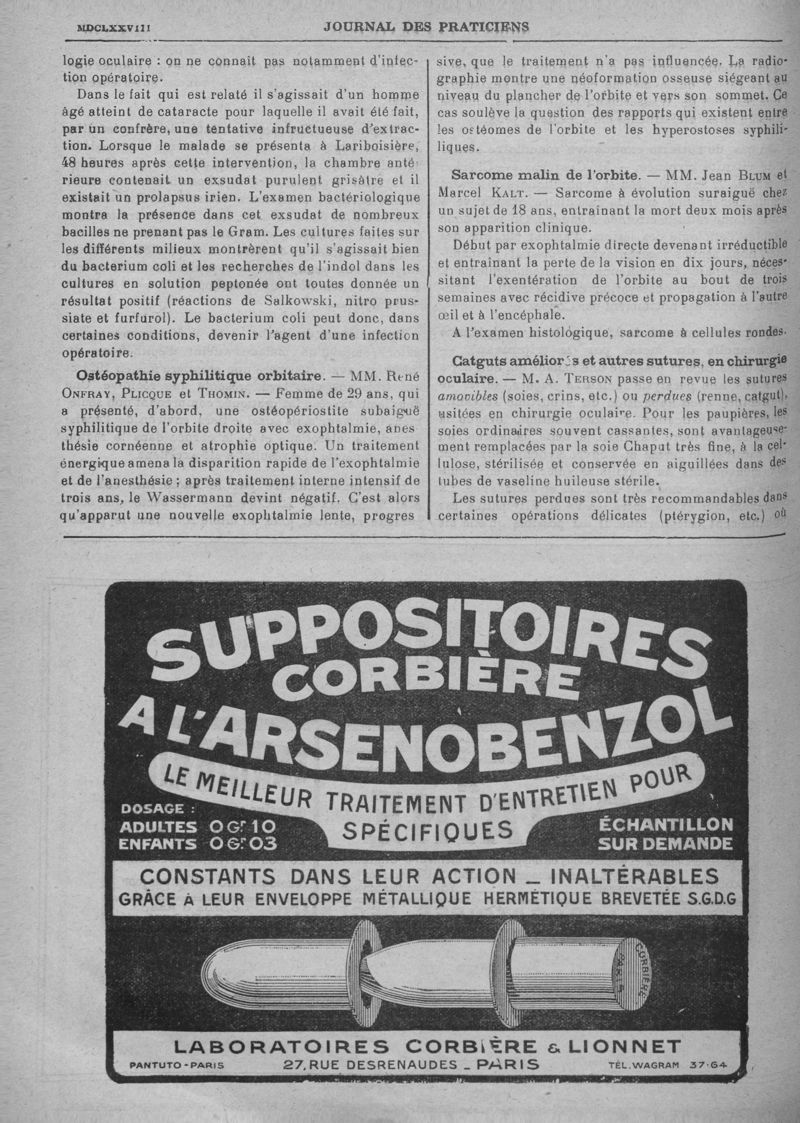 MDCLXXVIII JOURNAL DES PRATICIENS
logie oculaire : on ne connaît pas notamment d'infec-
tion opératoire.
Dans le fait qui est relaté il s'agissait d'un homme
âgé atteint de cataracte pour laquelle il avait été fait,
par un confrère, une tentative infructueuse d'extrac-
tion. Lorsque le malade se présenta à Lariboisière,
48 heures après cette intervention, la chambre anté-
rieure contenait un exsudat purulent grisâtre et il
existait un prolapsus irien. L'examen bactériologique
montra la présence dans cet exsudat de nombreux
bacilles ne prenant pas le Gram. Les cultures faites sur
les différents milieux montrèrent qu'il s'agissait bien
du bacterium coli et les recherches de l'indol dans les
cultures en solution peptonée ont toutes donnée un
résultat positif (réactions de Salkowski, nitro prus-
siate et furfurol). Le bacterium coli peut donc, dans
certaines conditions, devenir l'agent d'une infection
opératoire.
Ostéopathie syphilitique orbitaire. — MM. René
ONFRAY, PLICQUE et THOMIN. — Femme de 29 ans, qui
a présenté, d'abord, une ostéopériostite subaiguë
syphilitique de l'orbite droite avec exophtalmie, anes
thésie cornéenne et atrophie optique. Un traitement
énergique amena la disparition rapide de l'exophtalmie
et de l'anesthésie ; après traitement interne intensif de
trois ans, le Wassermann devint négatif. C'est alors
qu'apparut une nouvelle exophtalmie lente, progres
sive, que le traitement n'a pas influencée. La radio-
graphie montre une néoformation osseuse siégeant au
niveau du plancher de l'orbite et vers son sommet. Ce
cas soulève la question des rapports qui existent entre
les ostéomes de l'orbite et les hyperostoses syphili-
liques.
Sarcome malin de l'orbite. — MM. Jean BLUM et
Marcel KALT. — Sarcome à évolution suraiguë chez
un sujet de 18 ans, entraînant la mort deux mois après
son apparition clinique.
Début par exophtalmie directe devenant irréductible
et entraînant la perte de la vision en dix jours, néces-
sitant l'exentération de l'orbite au bout de trois
semaines avec récidive précoce et propagation à l'autre
œil et à l'encéphale.
A l'examen histologique, sarcome à cellules rondes.
Catguts améliorés et autres sutures, en chirurgie
oculaire. — M. A. TERSON passe en revue les sutures
amovibles (soies, crins, etc.) ou perdues (renne, catgut),
usitées en chirurgie oculaire. Pour les paupières, les
soies ordinaires souvent cassantes, sont avantageuse-
ment remplacées par la soie Chaput très fine, à la cel-
lulose, stérilisée et conservée en aiguillées dans des
tubes de vaseline huileuse stérile.
Les sutures perdues sont très recommandables dans
certaines opérations délicates (ptérygion, etc.) où
SUPPOSITOIRES
CORBIÈRE
A L'ARSENOBENZOL
LE MEILLEUR TRAITEMENT D'ENTRETIEN POUR
SPÉCIFIQUES
DOSAGE :
ADULTES 0 Gr 10
ENFANTS 0 Gr 03
ÉCHANTILLON
SUR DEMANDE
CONSTANTS DANS LEUR ACTION _ INALTÉRABLES
GRÂCE A LEUR ENVELOPPE MÉTALLIQUE HERMÉTIQUE BREVETÉE S.G.D.G
CORBIÈRE
PARIS
LABORATOIRES CORBIÈRE & LIONNET
PANTUTO-PARIS 27, RUE DESRENAUDES _ PARIS TÉL. WAGRAM 37-64